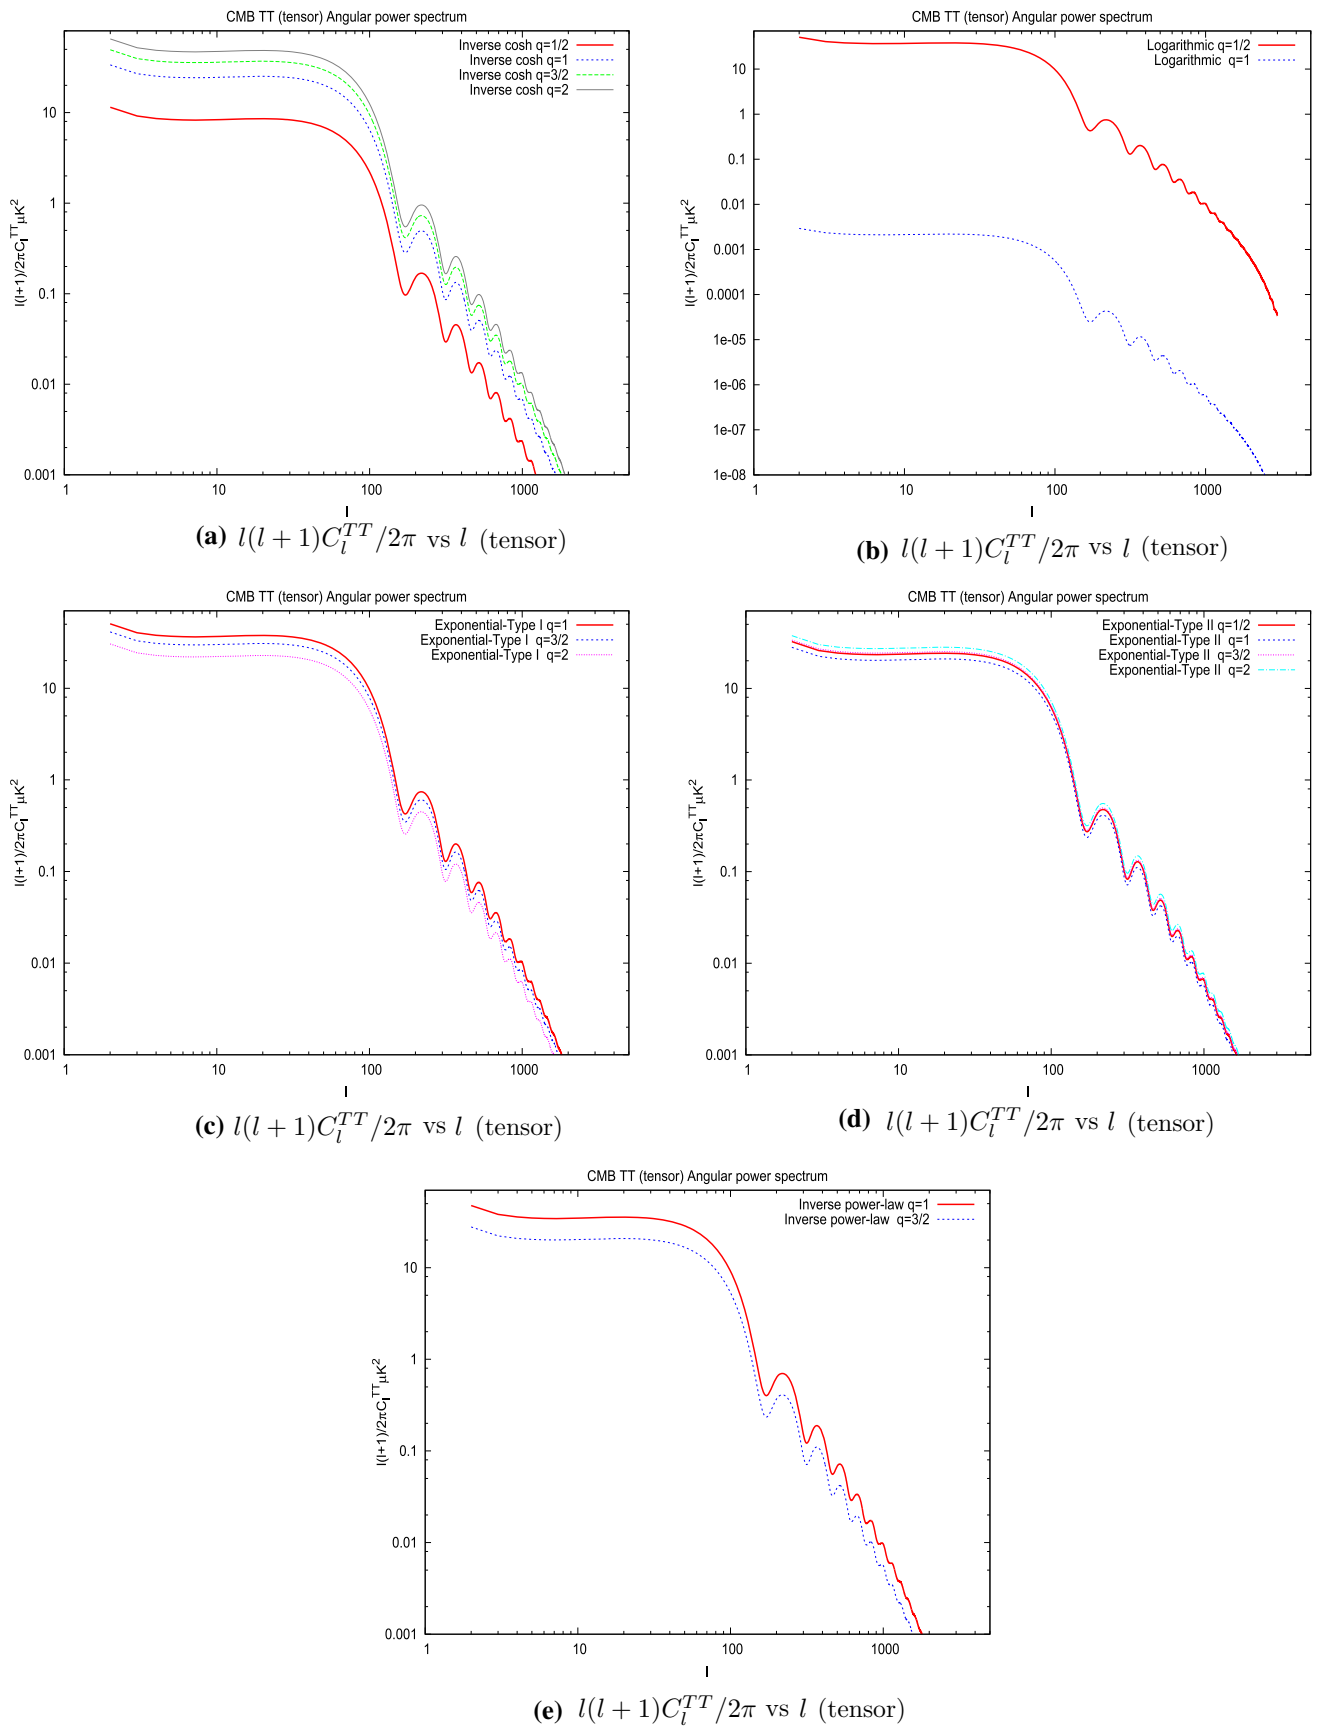 CMB TT (tensor) Angular power spectrum
Inverse cosh q=1/2
Inverse cosh q=1
Inverse cosh q=3/2
Inverse cosh q=2
10
1
0.1
0.01
0.001
1
10
100
1000
l(l+1)/2πC_l^TT μK²
l
(a) l(l + 1)C_l^{TT}/2π vs l (tensor)
CMB TT (tensor) Angular power spectrum
Logarithmic q=1/2
Logarithmic q=1
10
1
0.1
0.01
0.001
0.0001
1e-05
1e-06
1e-07
1e-08
1
10
100
1000
l(l+1)/2πC_l^TT μK²
l
(b) l(l + 1)C_l^{TT}/2π vs l (tensor)
CMB TT (tensor) Angular power spectrum
Exponential-Type I q=1
Exponential-Type I q=3/2
Exponential-Type I q=2
10
1
0.1
0.01
0.001
1
10
100
1000
l(l+1)/2πC_l^TT μK²
l
(c) l(l + 1)C_l^{TT}/2π vs l (tensor)
CMB TT (tensor) Angular power spectrum
Exponential-Type II q=1/2
Exponential-Type II q=1
Exponential-Type II q=3/2
Exponential-Type II q=2
10
1
0.1
0.01
0.001
1
10
100
1000
l(l+1)/2πC_l^TT μK²
l
(d) l(l + 1)C_l^{TT}/2π vs l (tensor)
CMB TT (tensor) Angular power spectrum
Inverse power-law q=1
Inverse power-law q=3/2
10
1
0.1
0.01
0.001
1
10
100
1000
l(l+1)/2πC_l^TT μK²
l
(e) l(l + 1)C_l^{TT}/2π vs l (tensor)